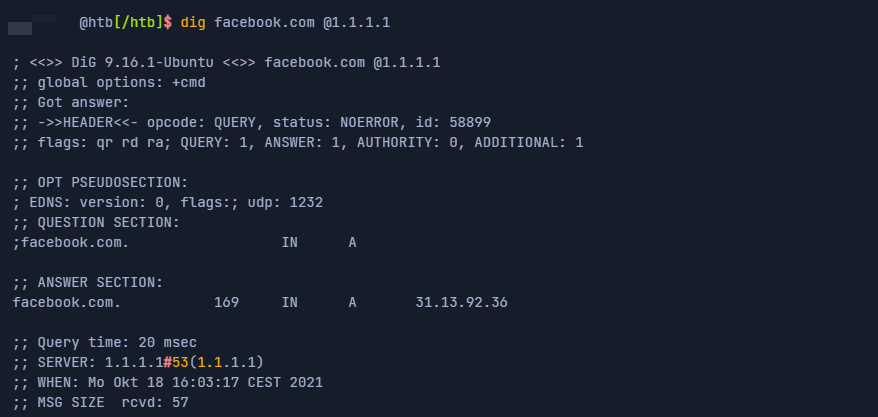 @htb[/htb]$ dig facebook.com @1.1.1.1
; <<>> DiG 9.16.1-Ubuntu <<>> facebook.com @1.1.1.1
;; global options: +cmd
;; Got answer:
;; ->>HEADER<<- opcode: QUERY, status: NOERROR, id: 58899
;; flags: qr rd ra; QUERY: 1, ANSWER: 1, AUTHORITY: 0, ADDITIONAL: 1
;; OPT PSEUDOSECTION:
; EDNS: version: 0, flags:; udp: 1232
;; QUESTION SECTION:
;facebook.com. IN A
;; ANSWER SECTION:
facebook.com. 169 IN A 31.13.92.36
;; Query time: 20 msec
;; SERVER: 1.1.1.1#53(1.1.1.1)
;; WHEN: Mo Okt 18 16:03:17 CEST 2021
;; MSG SIZE rcvd: 57